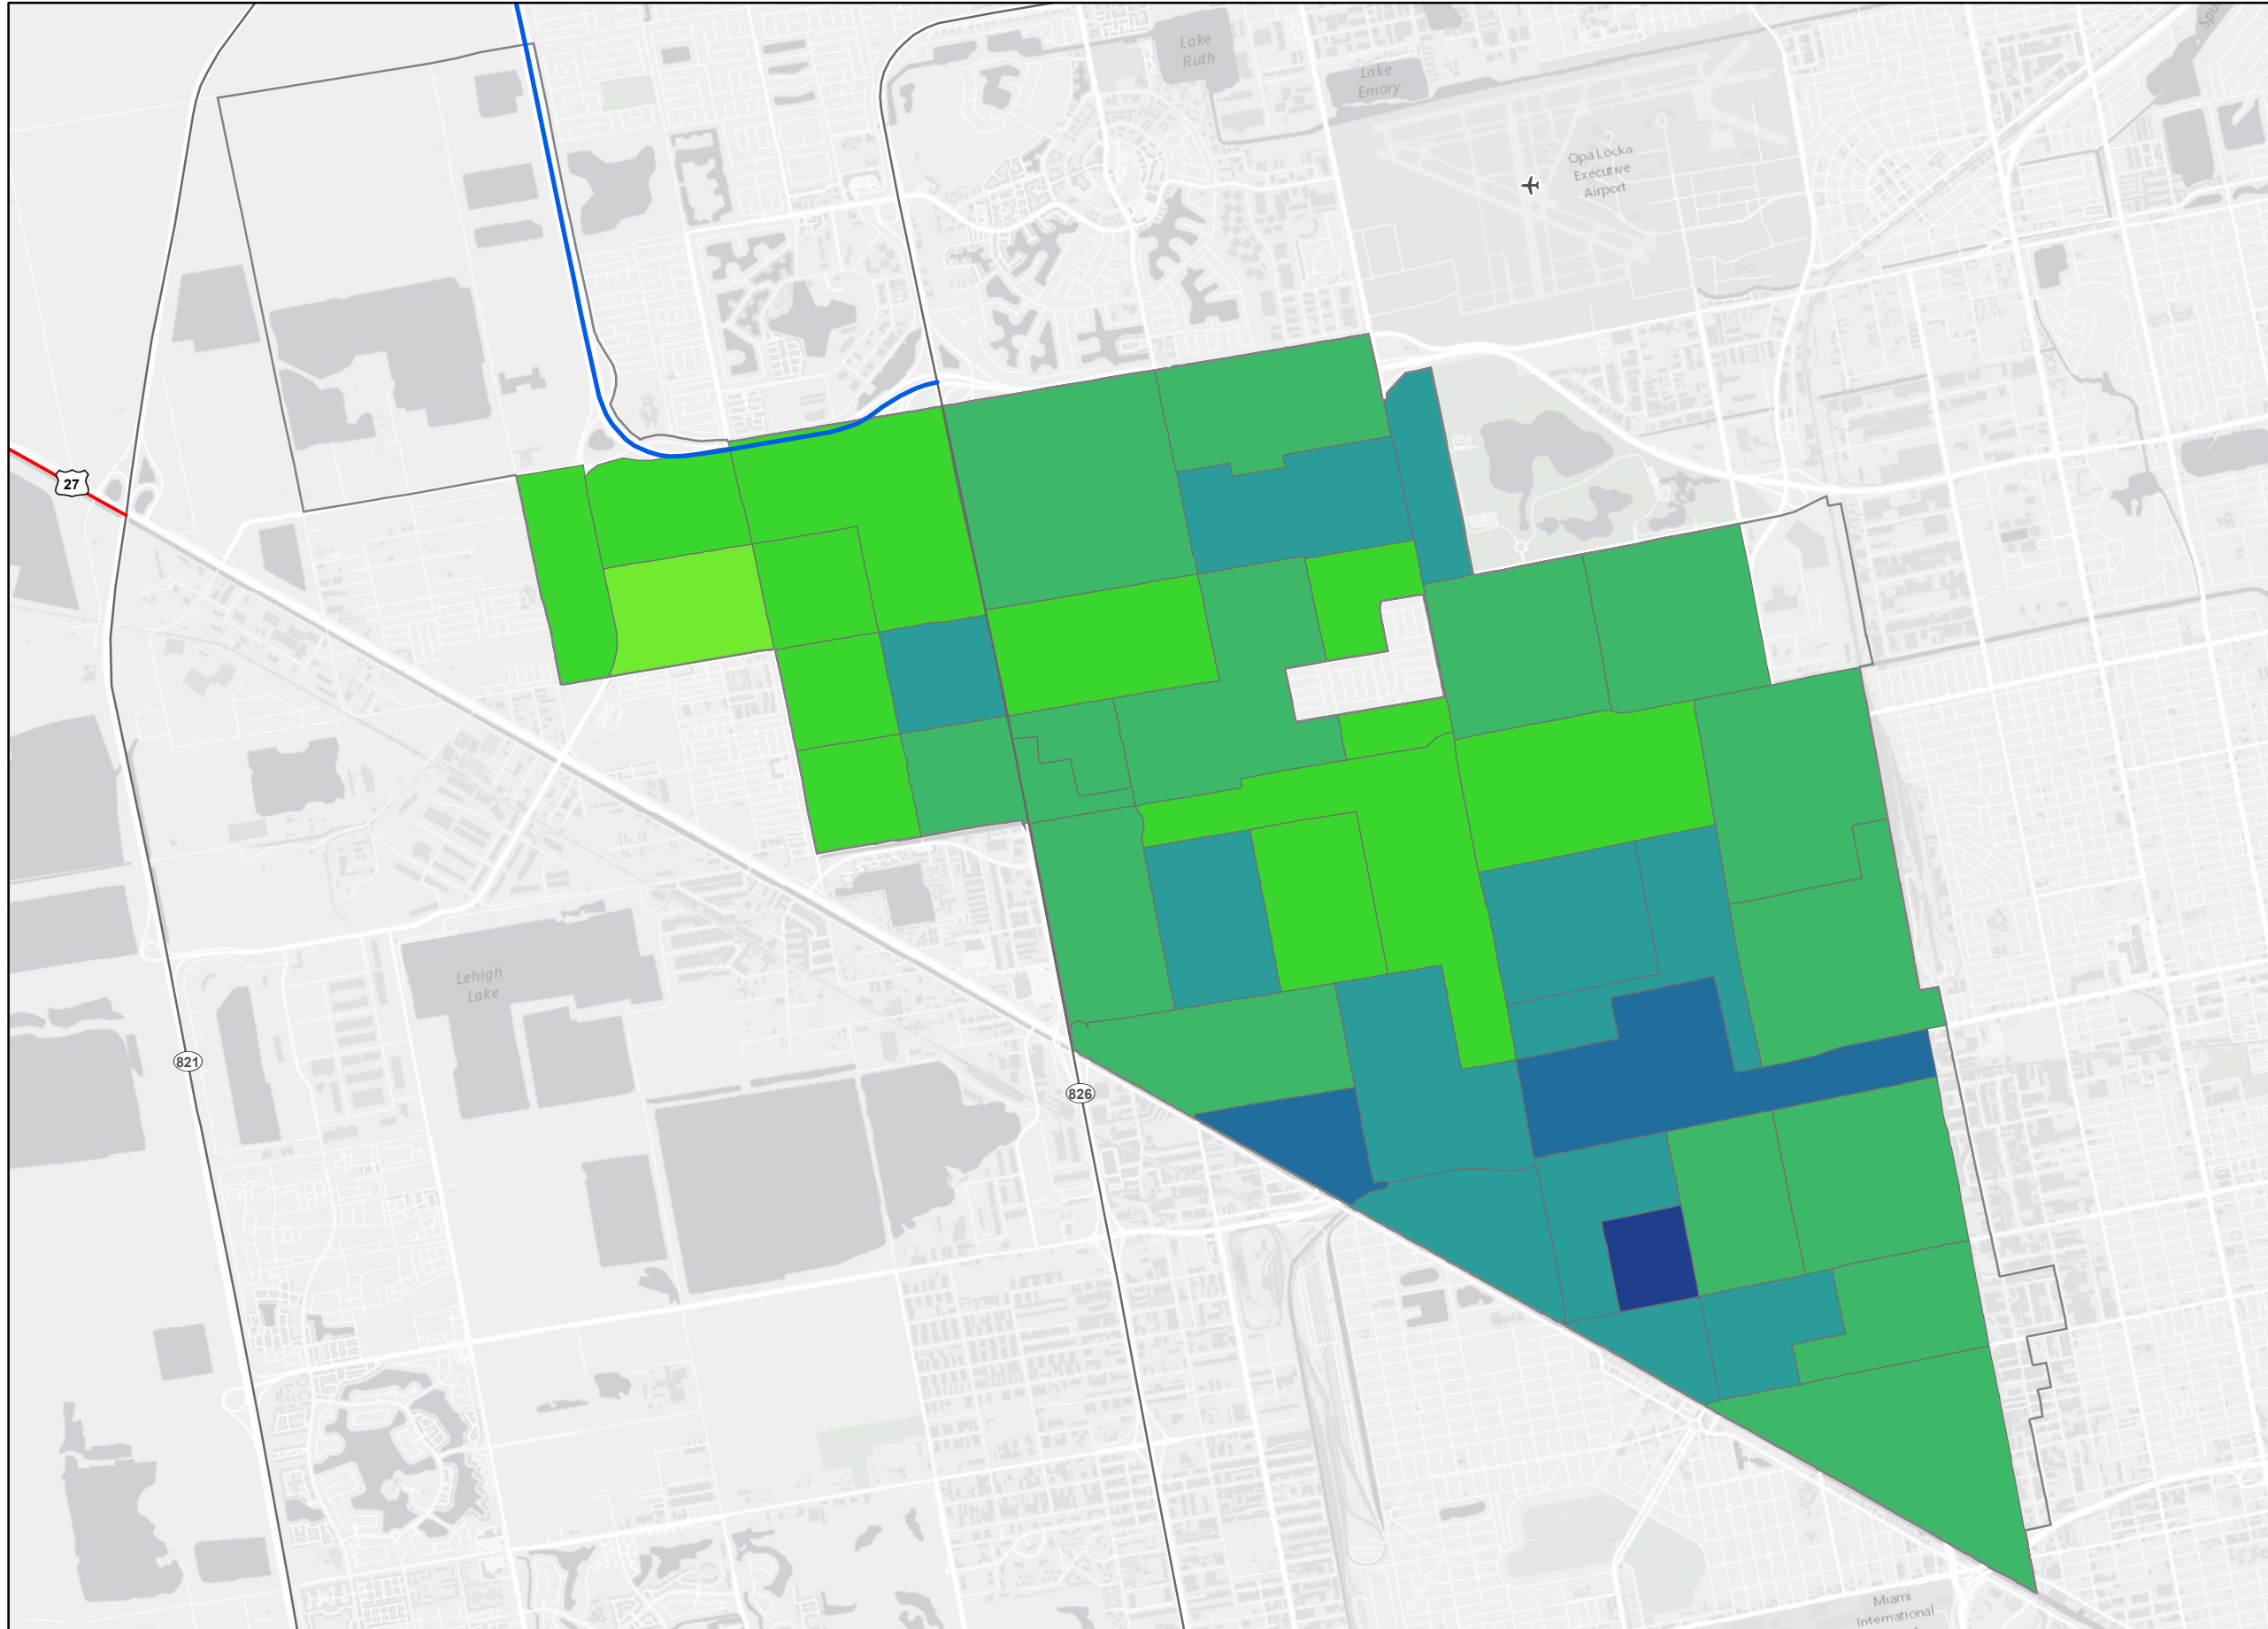 Lake
Ruth
Lake
Emory
Opa Locka
Executive
Airport
27
Lehigh
Lake
821
826
Miami
International